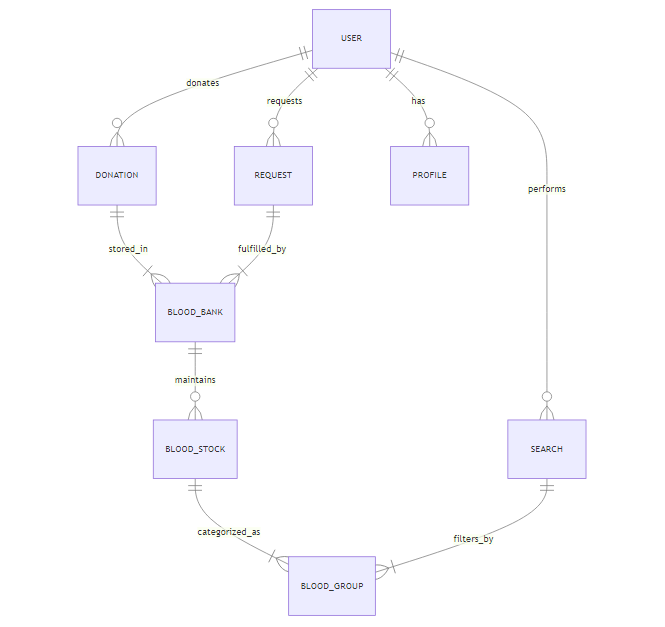 USER
donates
requests
has
DONATION
REQUEST
PROFILE
performs
stored_in
fulfilled_by
BLOOD_BANK
maintains
BLOOD_STOCK
SEARCH
categorized_as
filters_by
BLOOD_GROUP